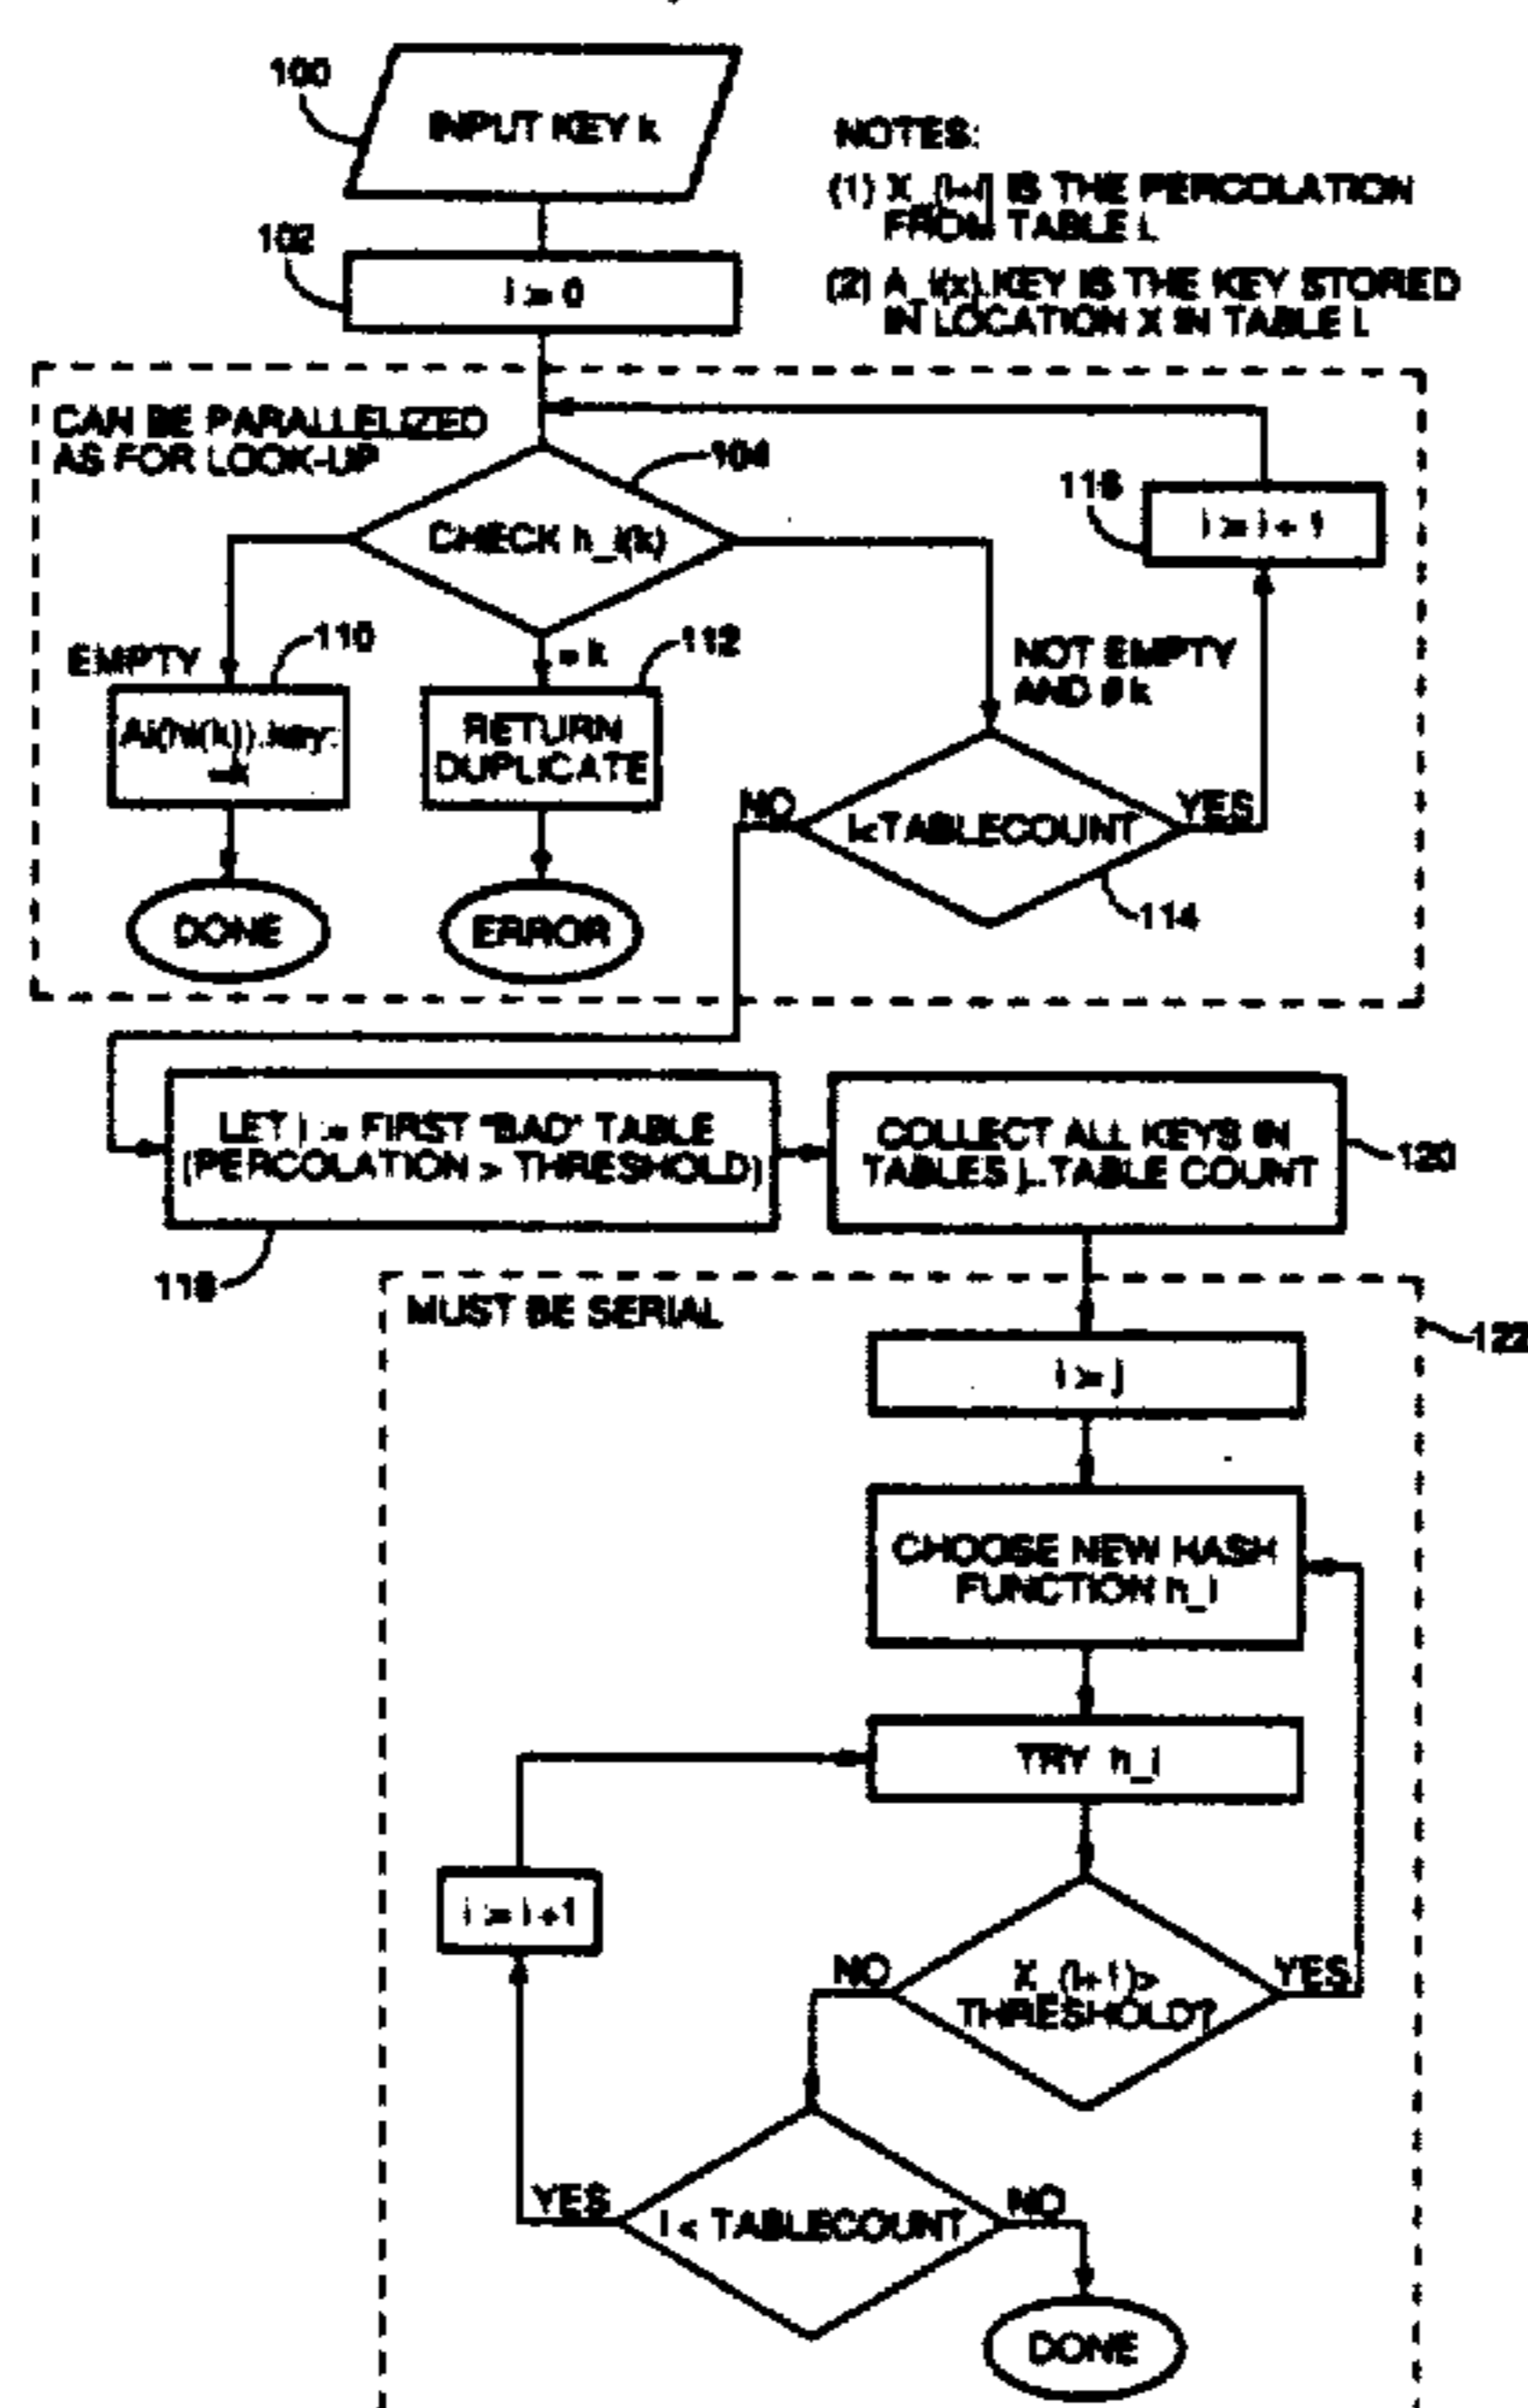 100
INPUT KEY k
NOTES:
(1) X_(i+1) IS THE PERCOLATION
FROM TABLE i.
102
i := 0
(2) A_i(x).KEY IS THE KEY STORED
IN LOCATION X IN TABLE i.
CAN BE PARALLELIZED
AS FOR LOOK-UP
104
116
i := i + 1
CHECK h_i(k)
EMPTY
110
= k
112
NOT EMPTY
AND ≠ k
Ai(hi(k)).key:
=k
RETURN
DUPLICATE
NO
i<TABLECOUNT
YES
DONE
ERROR
114
LET j := FIRST "BAD" TABLE
(PERCOLATION > THRESHOLD)
COLLECT ALL KEYS IN
TABLES j..TABLE COUNT
120
118
MUST BE SERIAL
122
i := j
CHOOSE NEW HASH
FUNCTION h_i
TRY h_i
i := i+1
NO
X_(i+1)>
THRESHOLD?
YES
YES
i < TABLECOUNT
NO
DONE